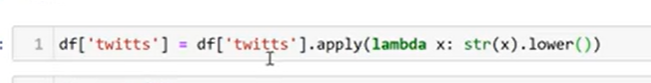 : 1 df['twitts'] = df['twitts'].apply(lambda x: str(x).lower())